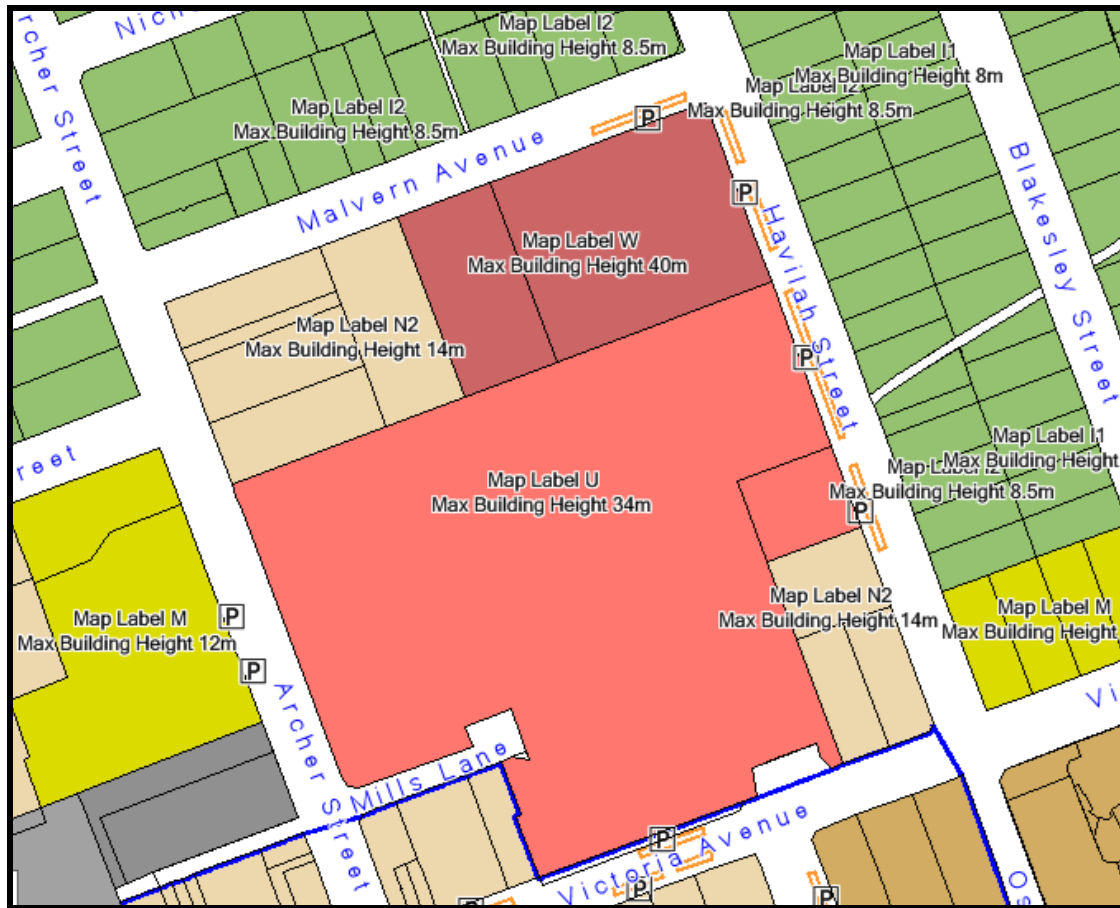 Nich
Map Label I2
Max Building Height 8.5m
Map Label I1
Max Building Height 8m
Map Label I2
Max Building Height 8.5m
Map Label I2
Max Building Height 8.5m
rcher Street
P
Malvern Avenue
Blakesley Street
P
Havilah Street
Map Label W
Max Building Height 40m
Map Label N2
Max Building Height 14m
P
reet
Map Label I1
Max Building Height
Map Label I2
Max Building Height 8.5m
Map Label U
Max Building Height 34m
P
Map Label N2
Max Building Height 14m
Map Label M
Max Building Height
P
Map Label M
Max Building Height 12m
P
Archer Street
Vi
Mills Lane
P
Victoria Avenue
P
P
P
Os